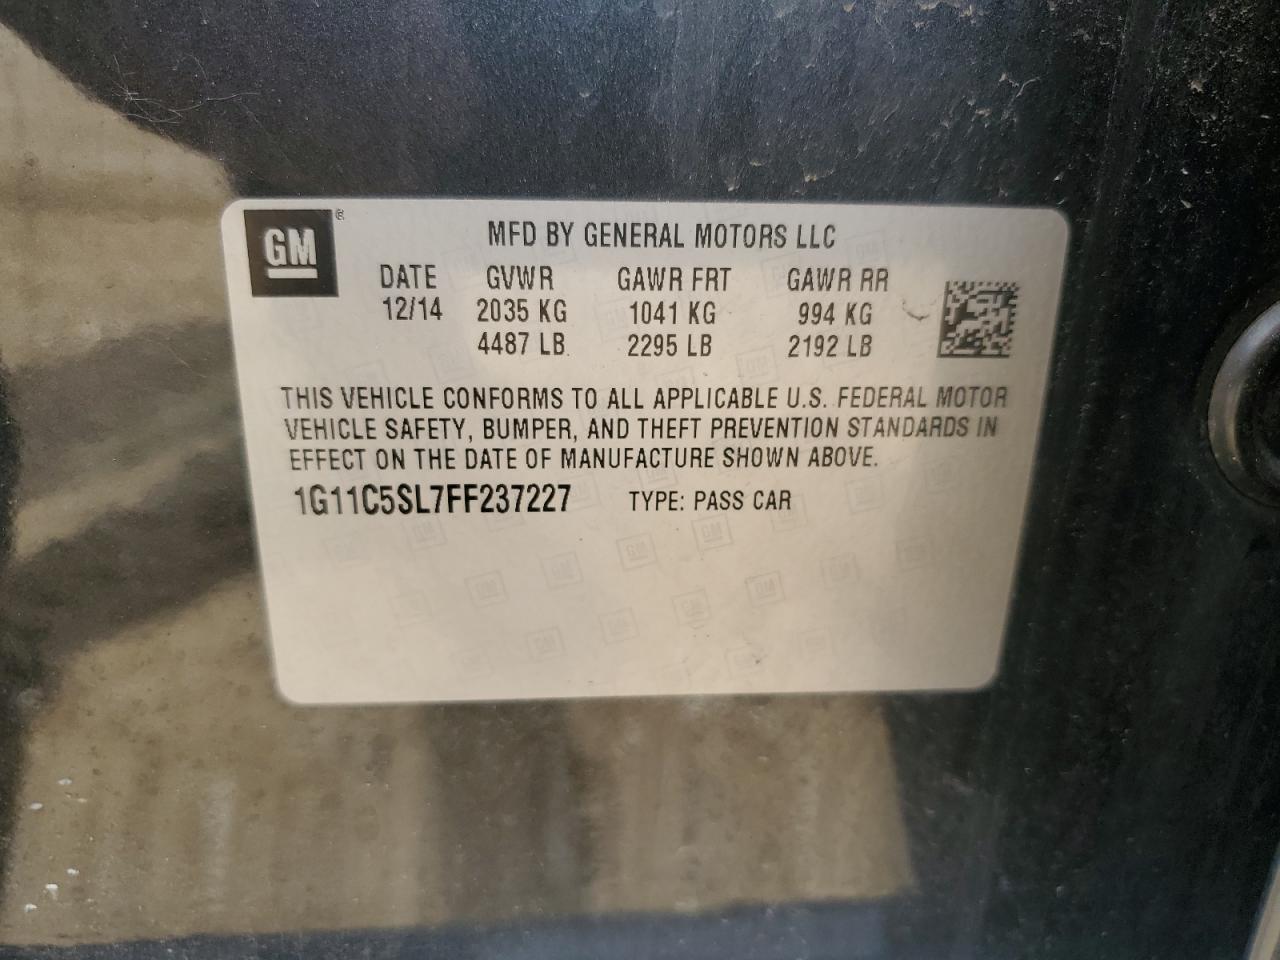 GM ®
MFD BY GENERAL MOTORS LLC
DATE GVWR GAWR FRT GAWR RR
12/14 2035 KG 1041 KG 994 KG
4487 LB 2295 LB 2192 LB
THIS VEHICLE CONFORMS TO ALL APPLICABLE U.S. FEDERAL MOTOR
VEHICLE SAFETY, BUMPER, AND THEFT PREVENTION STANDARDS IN
EFFECT ON THE DATE OF MANUFACTURE SHOWN ABOVE.
1G11C5SL7FF237227 TYPE: PASS CAR